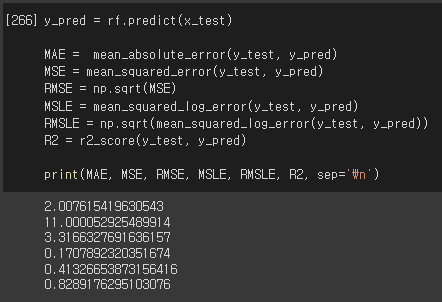 [266] y_pred = rf.predict(x_test)
MAE =  mean_absolute_error(y_test, y_pred)
MSE = mean_squared_error(y_test, y_pred)
RMSE = np.sqrt(MSE)
MSLE = mean_squared_log_error(y_test, y_pred)
RMSLE = np.sqrt(mean_squared_log_error(y_test, y_pred))
R2 = r2_score(y_test, y_pred)
print(MAE, MSE, RMSE, MSLE, RMSLE, R2, sep='₩n')
2.007615419630543
11.000052925489914
3.3166327691636157
0.1707892320351674
0.41326653873156416
0.8289176295103076